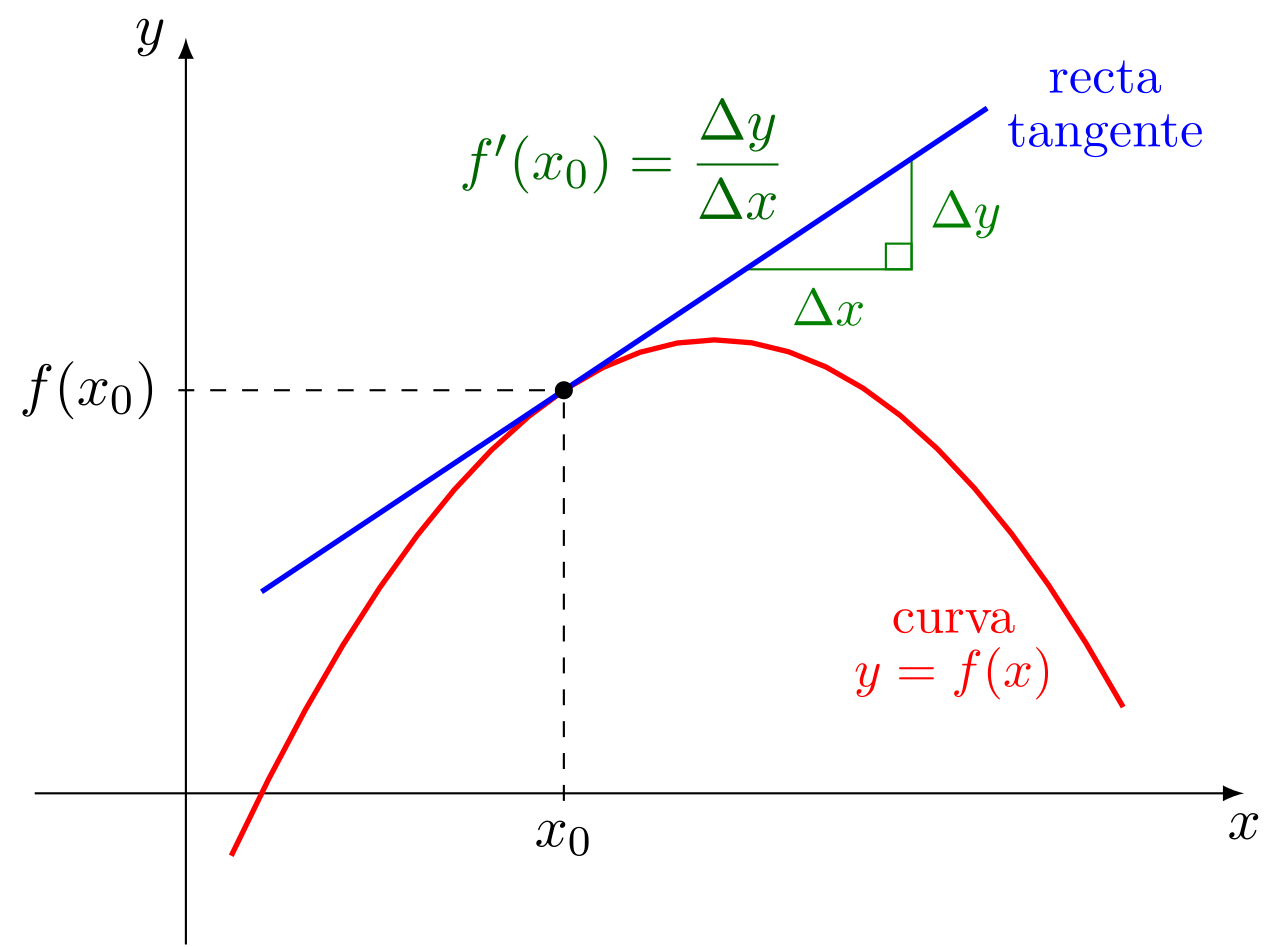 y
recta
tangente
f′(x₀) = Δy/Δx
Δy
Δx
f(x₀)
curva
y = f(x)
x₀
x